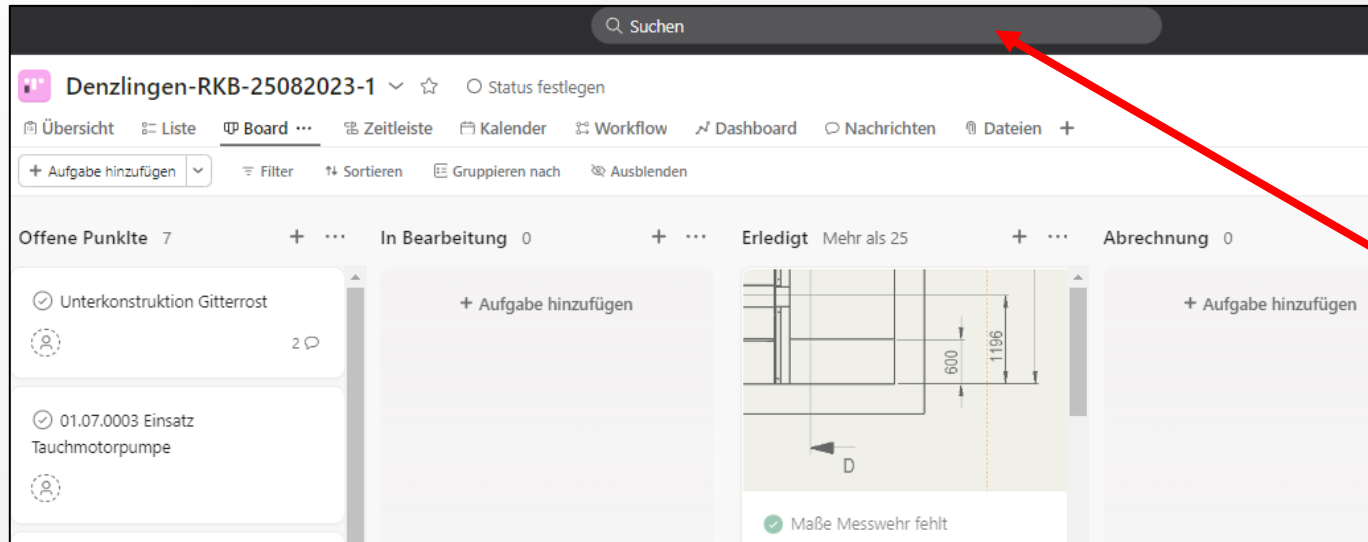 Suchen
Denzlingen-RKB-25082023-1
Status festlegen
Übersicht Liste Board ... Zeitleiste Kalender Workflow Dashboard Nachrichten Dateien +
+ Aufgabe hinzufügen Filter Sortieren Gruppieren nach Ausblenden
Offene Punklte 7 + ... In Bearbeitung 0 + ... Erledigt Mehr als 25 + ... Abrechnung 0
Unterkonstruktion Gitterrost
2
01.07.0003 Einsatz
Tauchmotorpumpe
+ Aufgabe hinzufügen
600
1196
D
Maße Messwehr fehlt
+ Aufgabe hinzufügen